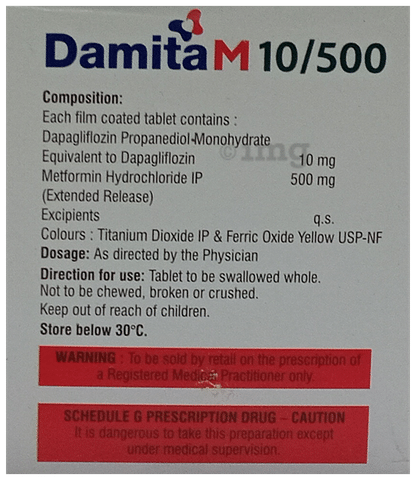 Damita M 10/500
Composition:
Each film coated tablet contains :
Dapagliflozin Propanediol Monohydrate
Equivalent to Dapagliflozin 10 mg
Metformin Hydrochloride IP 500 mg
(Extended Release)
Excipients q.s.
Colours : Titanium Dioxide IP & Ferric Oxide Yellow USP-NF
Dosage: As directed by the Physician
Direction for use: Tablet to be swallowed whole.
Not to be chewed, broken or crushed.
Keep out of reach of children.
Store below 30°C.
WARNING : To be sold by retail on the prescription of
a Registered Medical Practitioner only.
SCHEDULE G PRESCRIPTION DRUG – CAUTION
It is dangerous to take this preparation except
under medical supervision.
©1mg